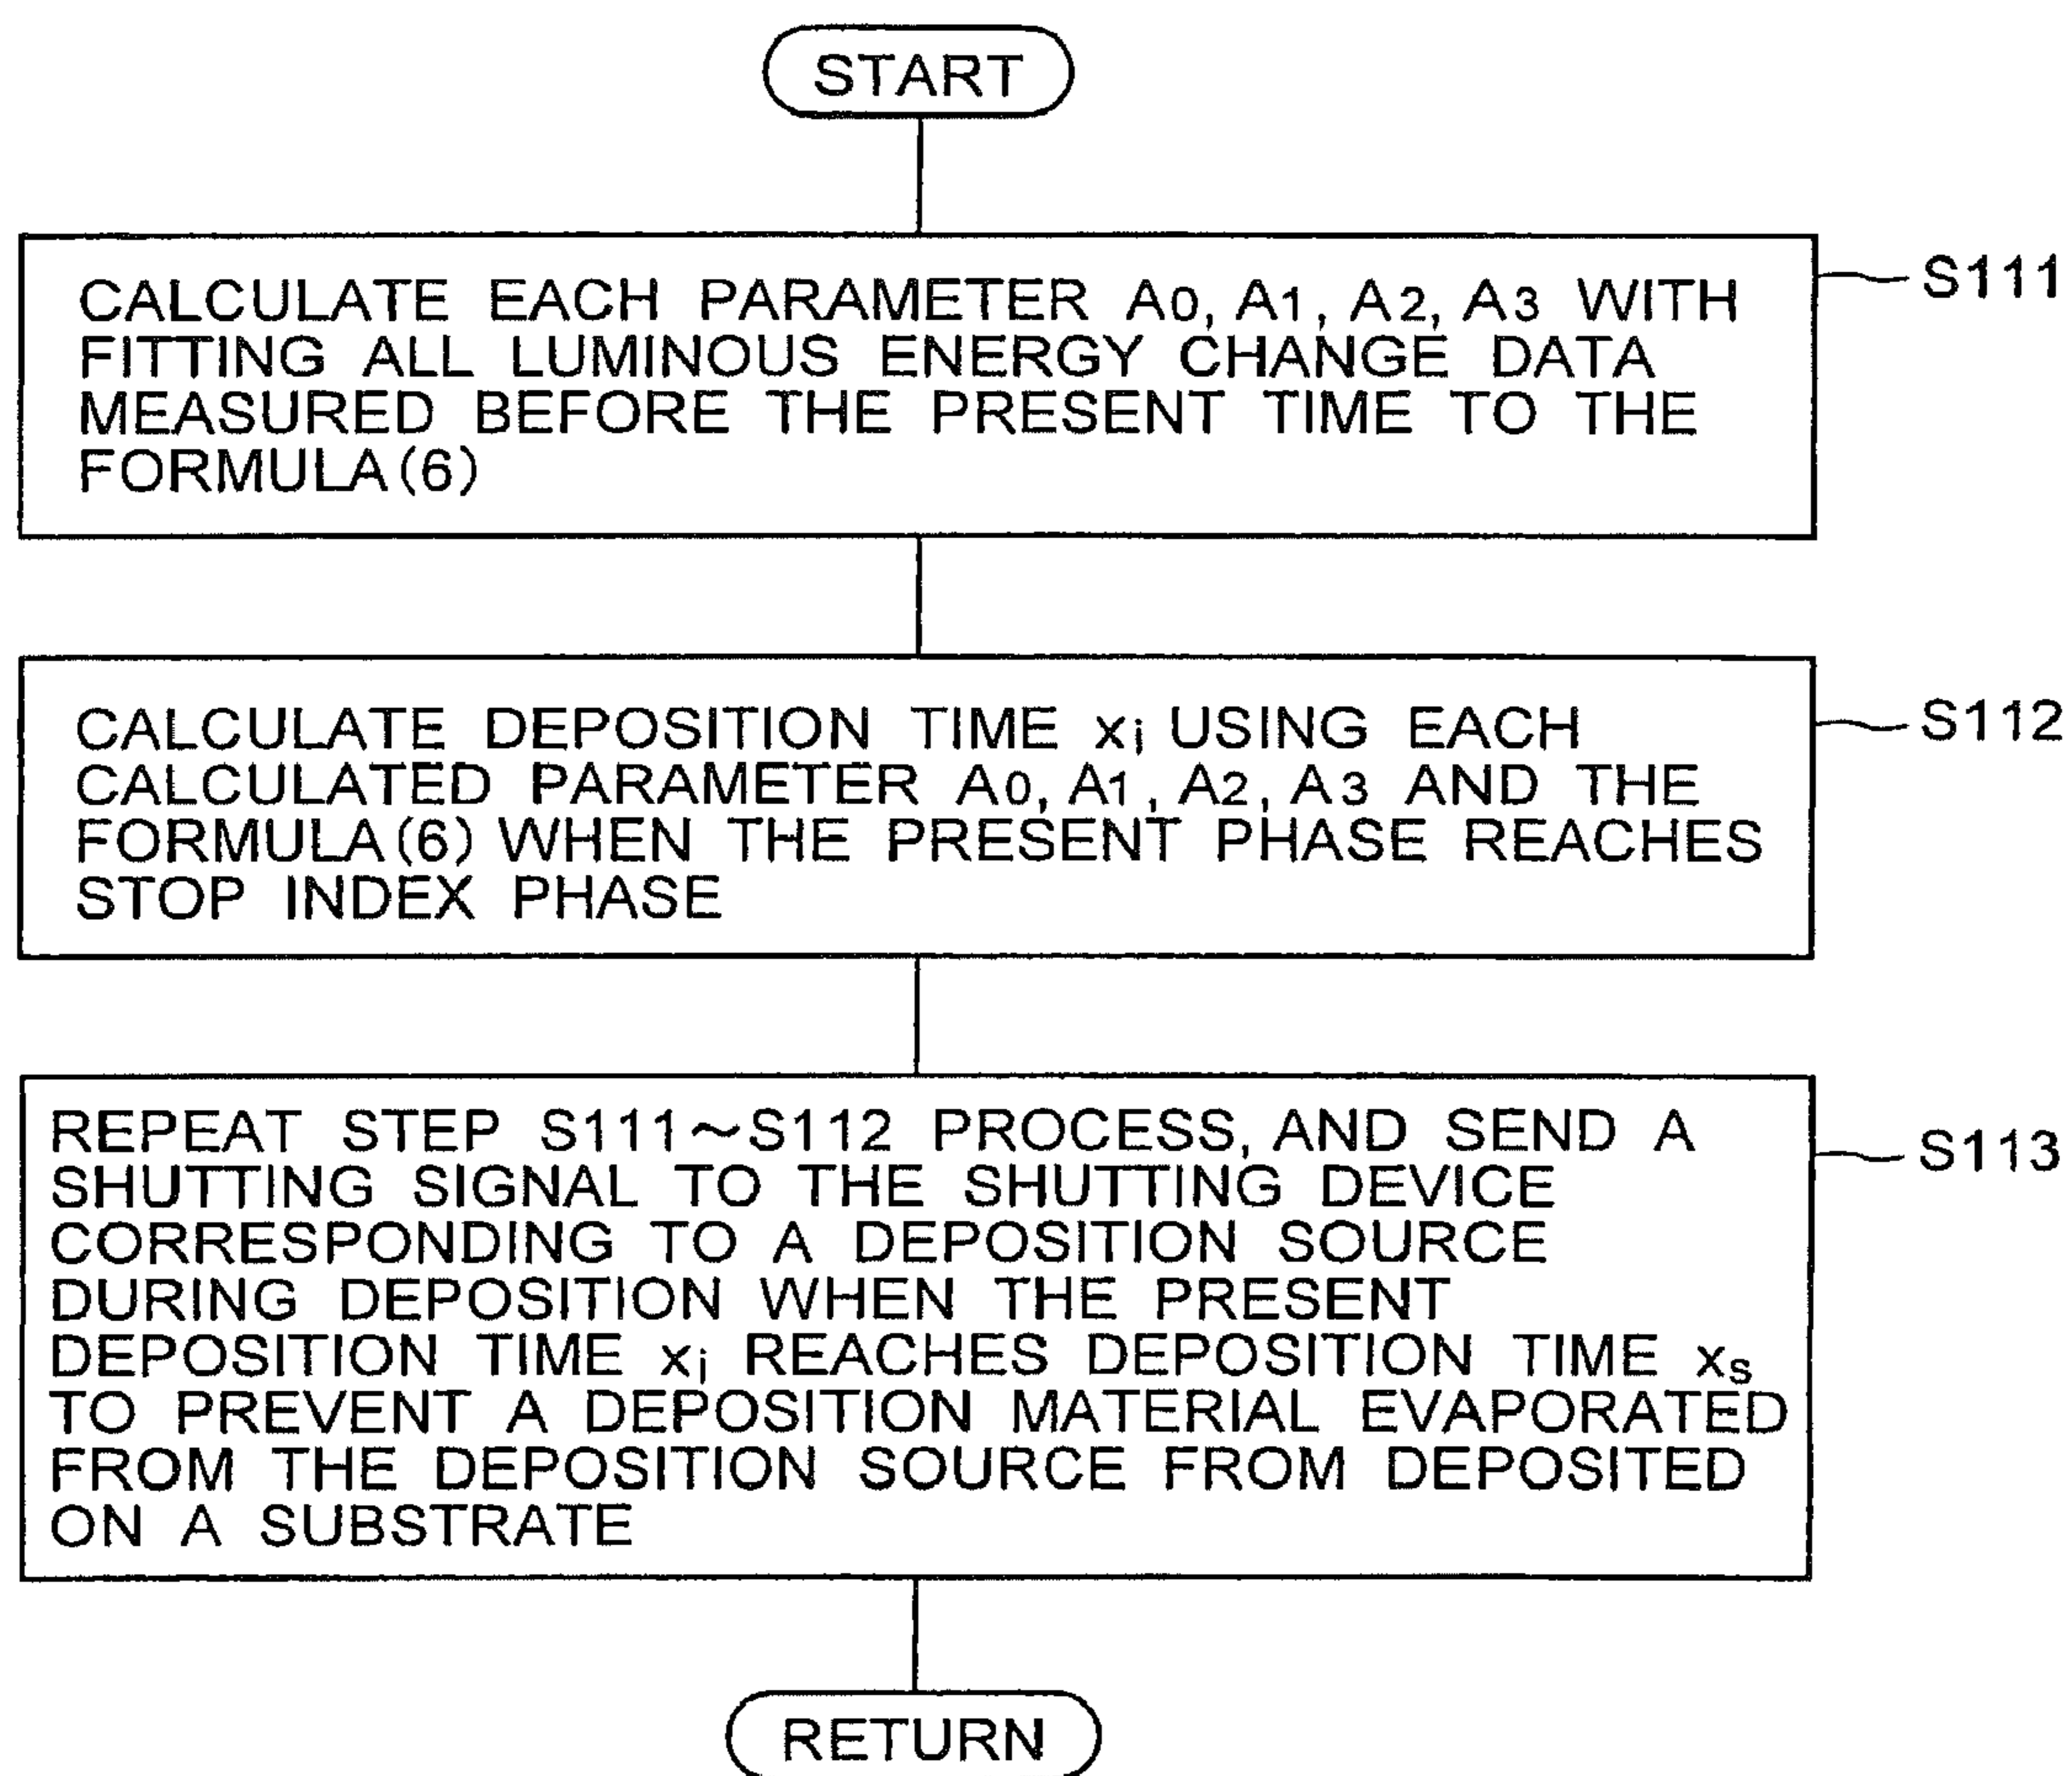 START
CALCULATE EACH PARAMETER A0, A1, A2, A3 WITH
FITTING ALL LUMINOUS ENERGY CHANGE DATA
MEASURED BEFORE THE PRESENT TIME TO THE
FORMULA(6)
S111
CALCULATE DEPOSITION TIME xi USING EACH
CALCULATED PARAMETER A0, A1, A2, A3 AND THE
FORMULA(6) WHEN THE PRESENT PHASE REACHES
STOP INDEX PHASE
S112
REPEAT STEP S111~S112 PROCESS, AND SEND A
SHUTTING SIGNAL TO THE SHUTTING DEVICE
CORRESPONDING TO A DEPOSITION SOURCE
DURING DEPOSITION WHEN THE PRESENT
DEPOSITION TIME xi REACHES DEPOSITION TIME xs
TO PREVENT A DEPOSITION MATERIAL EVAPORATED
FROM THE DEPOSITION SOURCE FROM DEPOSITED
ON A SUBSTRATE
S113
RETURN